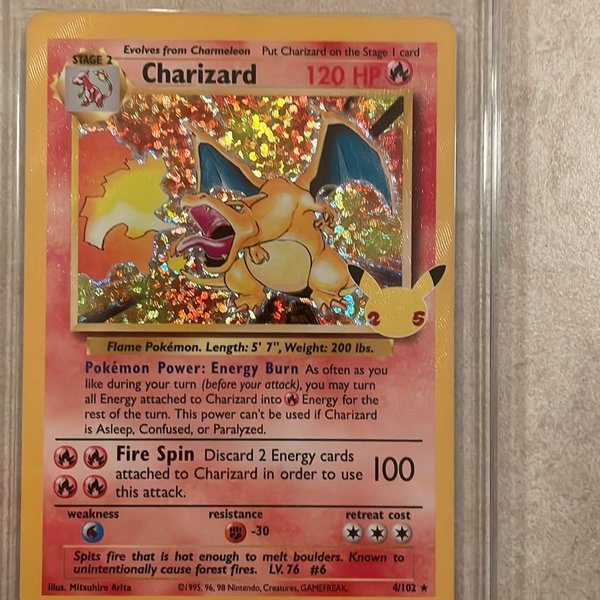 Evolves from Charmeleon Put Charizard on the Stage 1 card
STAGE 2
Charizard 120 HP
2 5
Flame Pokémon. Length: 5' 7", Weight: 200 lbs.
Pokémon Power: Energy Burn As often as you
like during your turn (before your attack), you may turn
all Energy attached to Charizard into Energy for the
rest of the turn. This power can't be used if Charizard
is Asleep, Confused, or Paralyzed.
Fire Spin Discard 2 Energy cards
attached to Charizard in order to use 100
this attack.
weakness resistance retreat cost
-30
Spits fire that is hot enough to melt boulders. Known to
unintentionally cause forest fires. LV. 76 #6
Illus. Mitsuhiro Arita ©1995, 96, 98 Nintendo, Creatures, GAMEFREAK. 4/102 ★